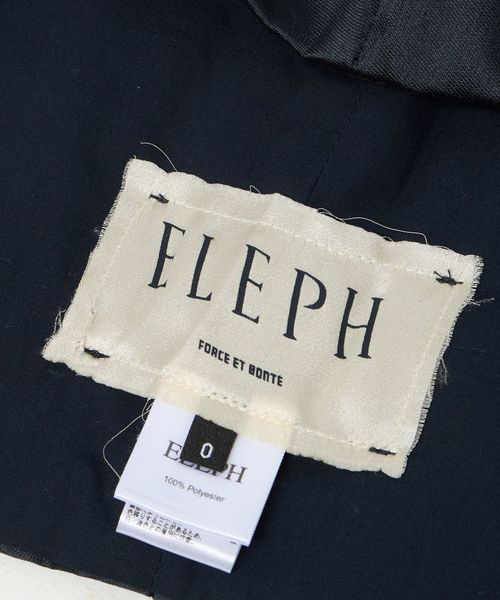 ELEPH
FORCE ET BONTE
0
ELEPH
100% Polyester